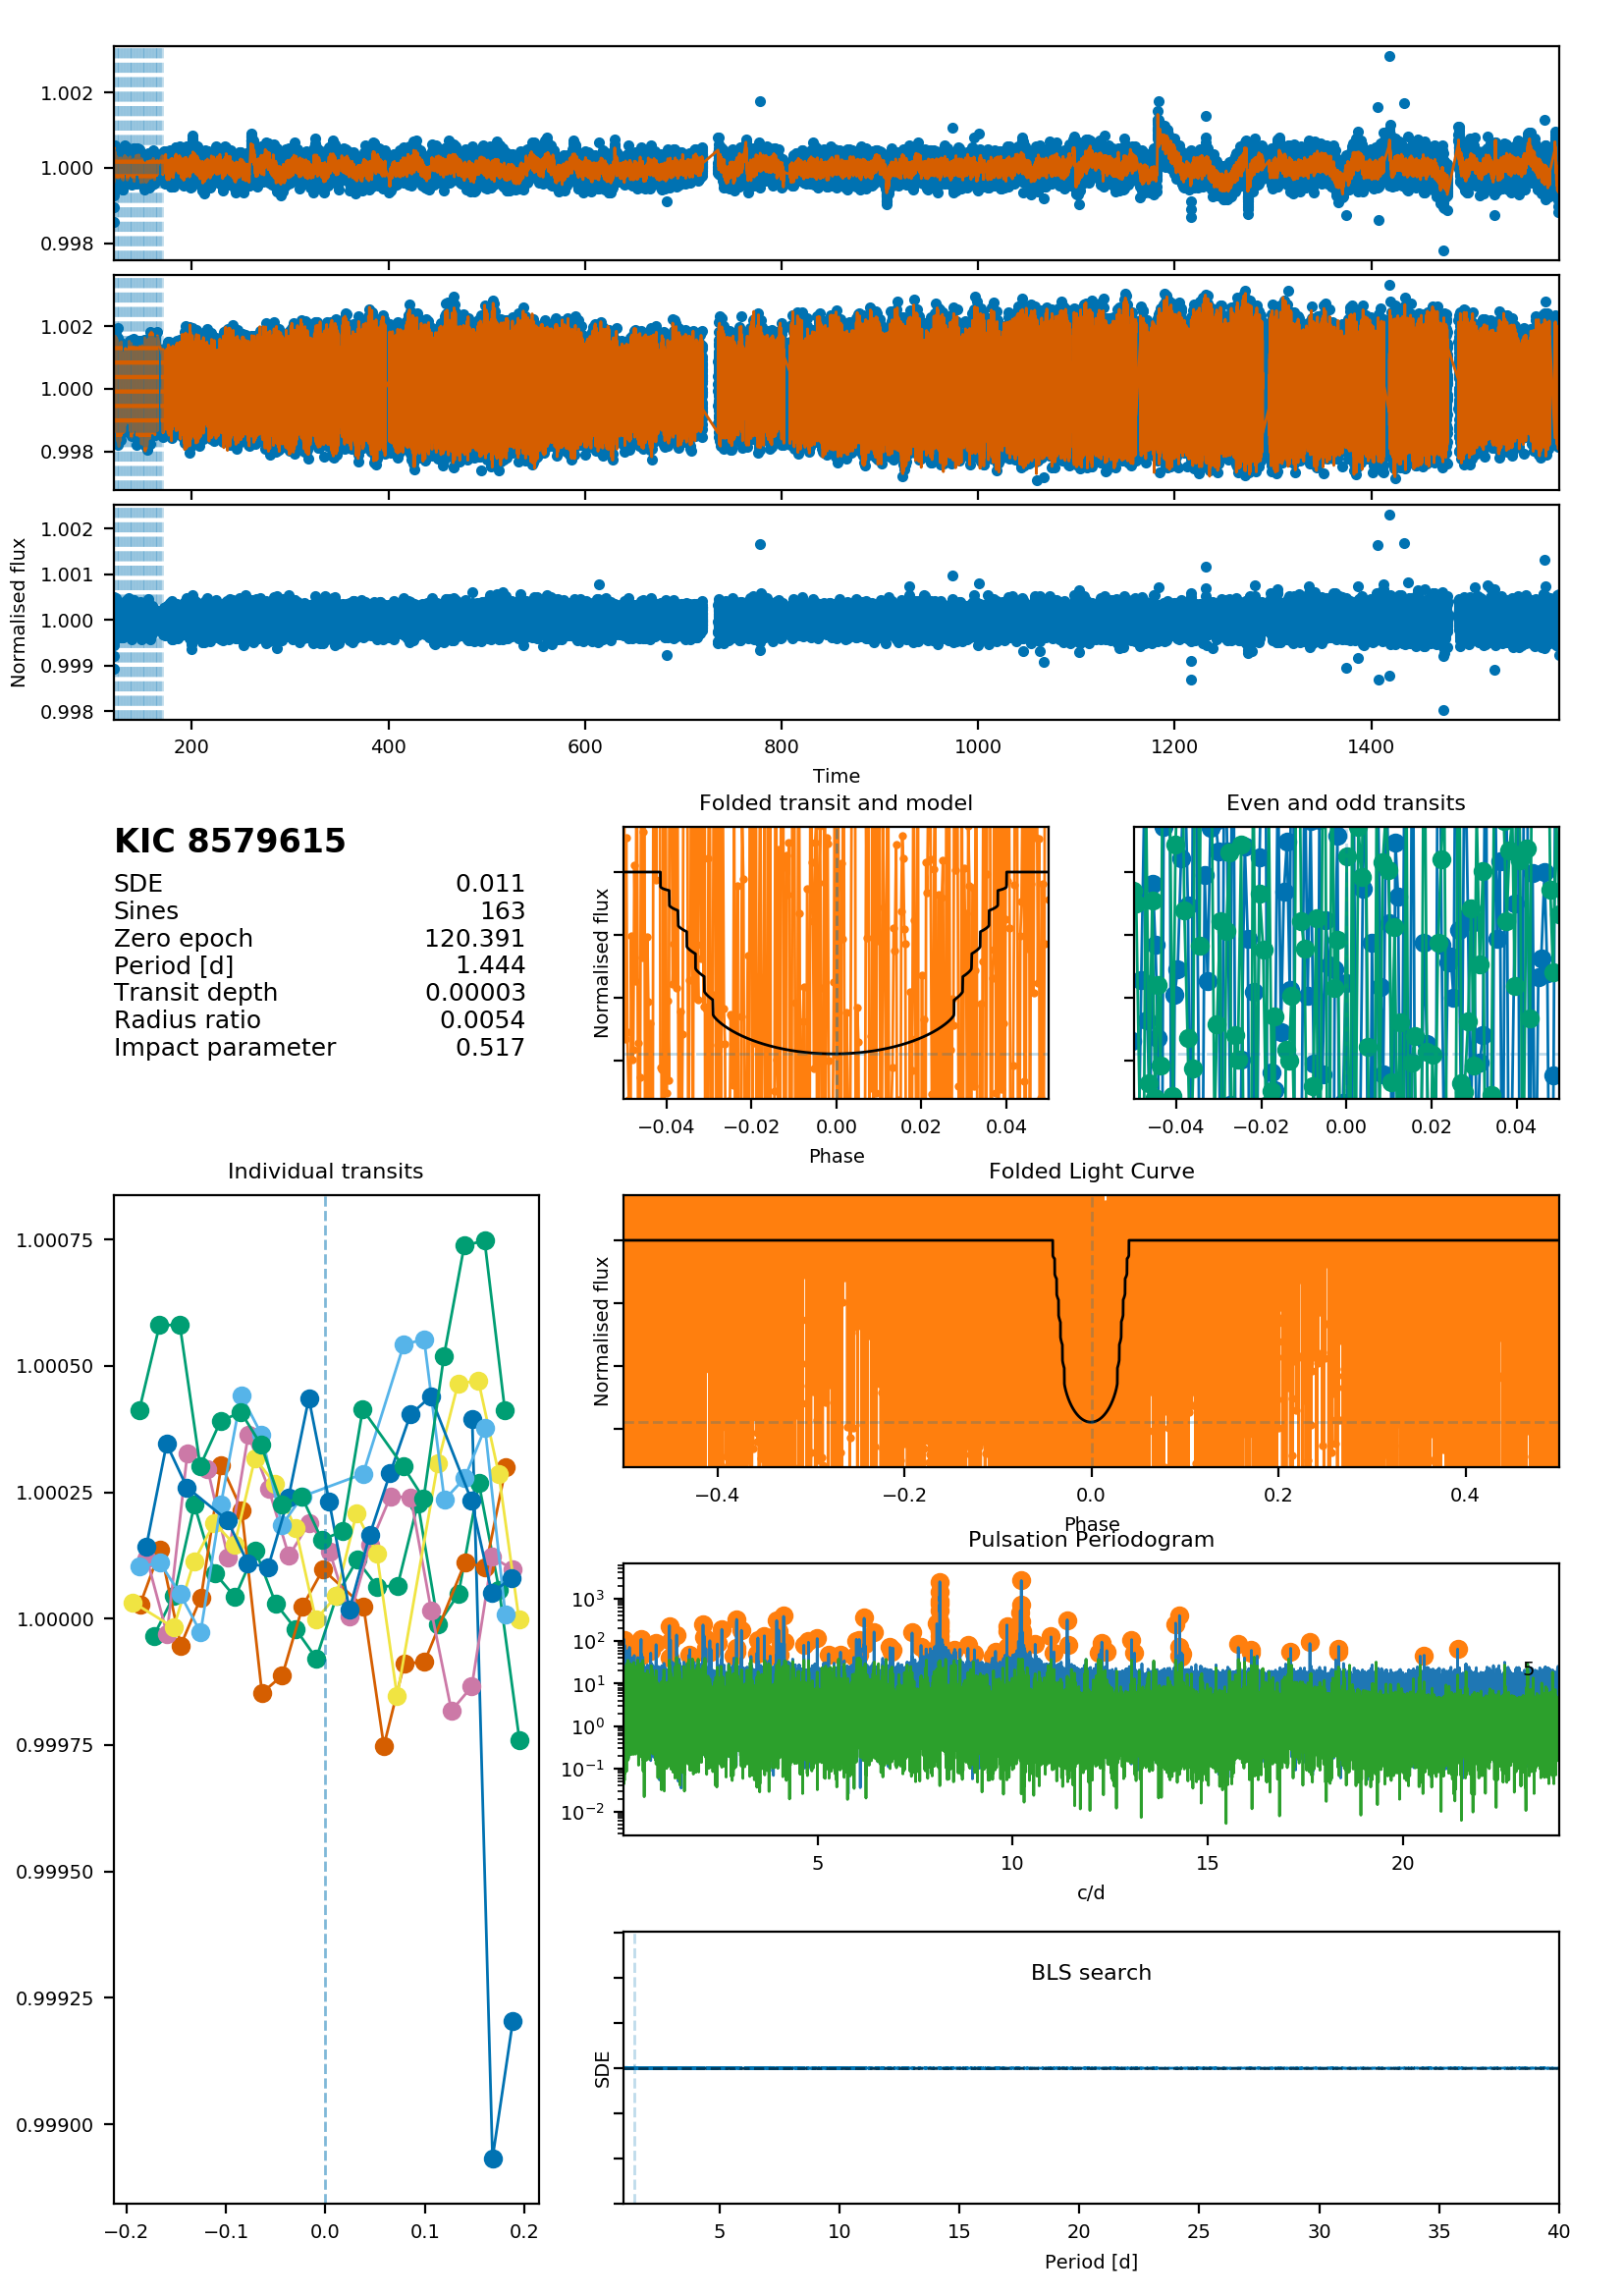 1.002
1.000
0.998
1.002
1.000
0.998
1.002
1.001
1.000
0.999
0.998
Normalised flux
200 400 600 800 1000 1200 1400
Time
KIC 8579615
SDE 0.011
Sines 163
Zero epoch 120.391
Period [d] 1.444
Transit depth 0.00003
Radius ratio 0.0054
Impact parameter 0.517
Folded transit and model
Normalised flux
−0.04 −0.02 0.00 0.02 0.04
Phase
Even and odd transits
−0.04 −0.02 0.00 0.02 0.04
Individual transits
1.00075
1.00050
1.00025
1.00000
0.99975
0.99950
0.99925
0.99900
−0.2 −0.1 0.0 0.1 0.2
Folded Light Curve
Normalised flux
−0.4 −0.2 0.0 0.2 0.4
Phase
Pulsation Periodogram
10³
10²
10¹
10⁰
10⁻¹
10⁻²
5
5 10 15 20
c/d
BLS search
SDE
5 10 15 20 25 30 35 40
Period [d]